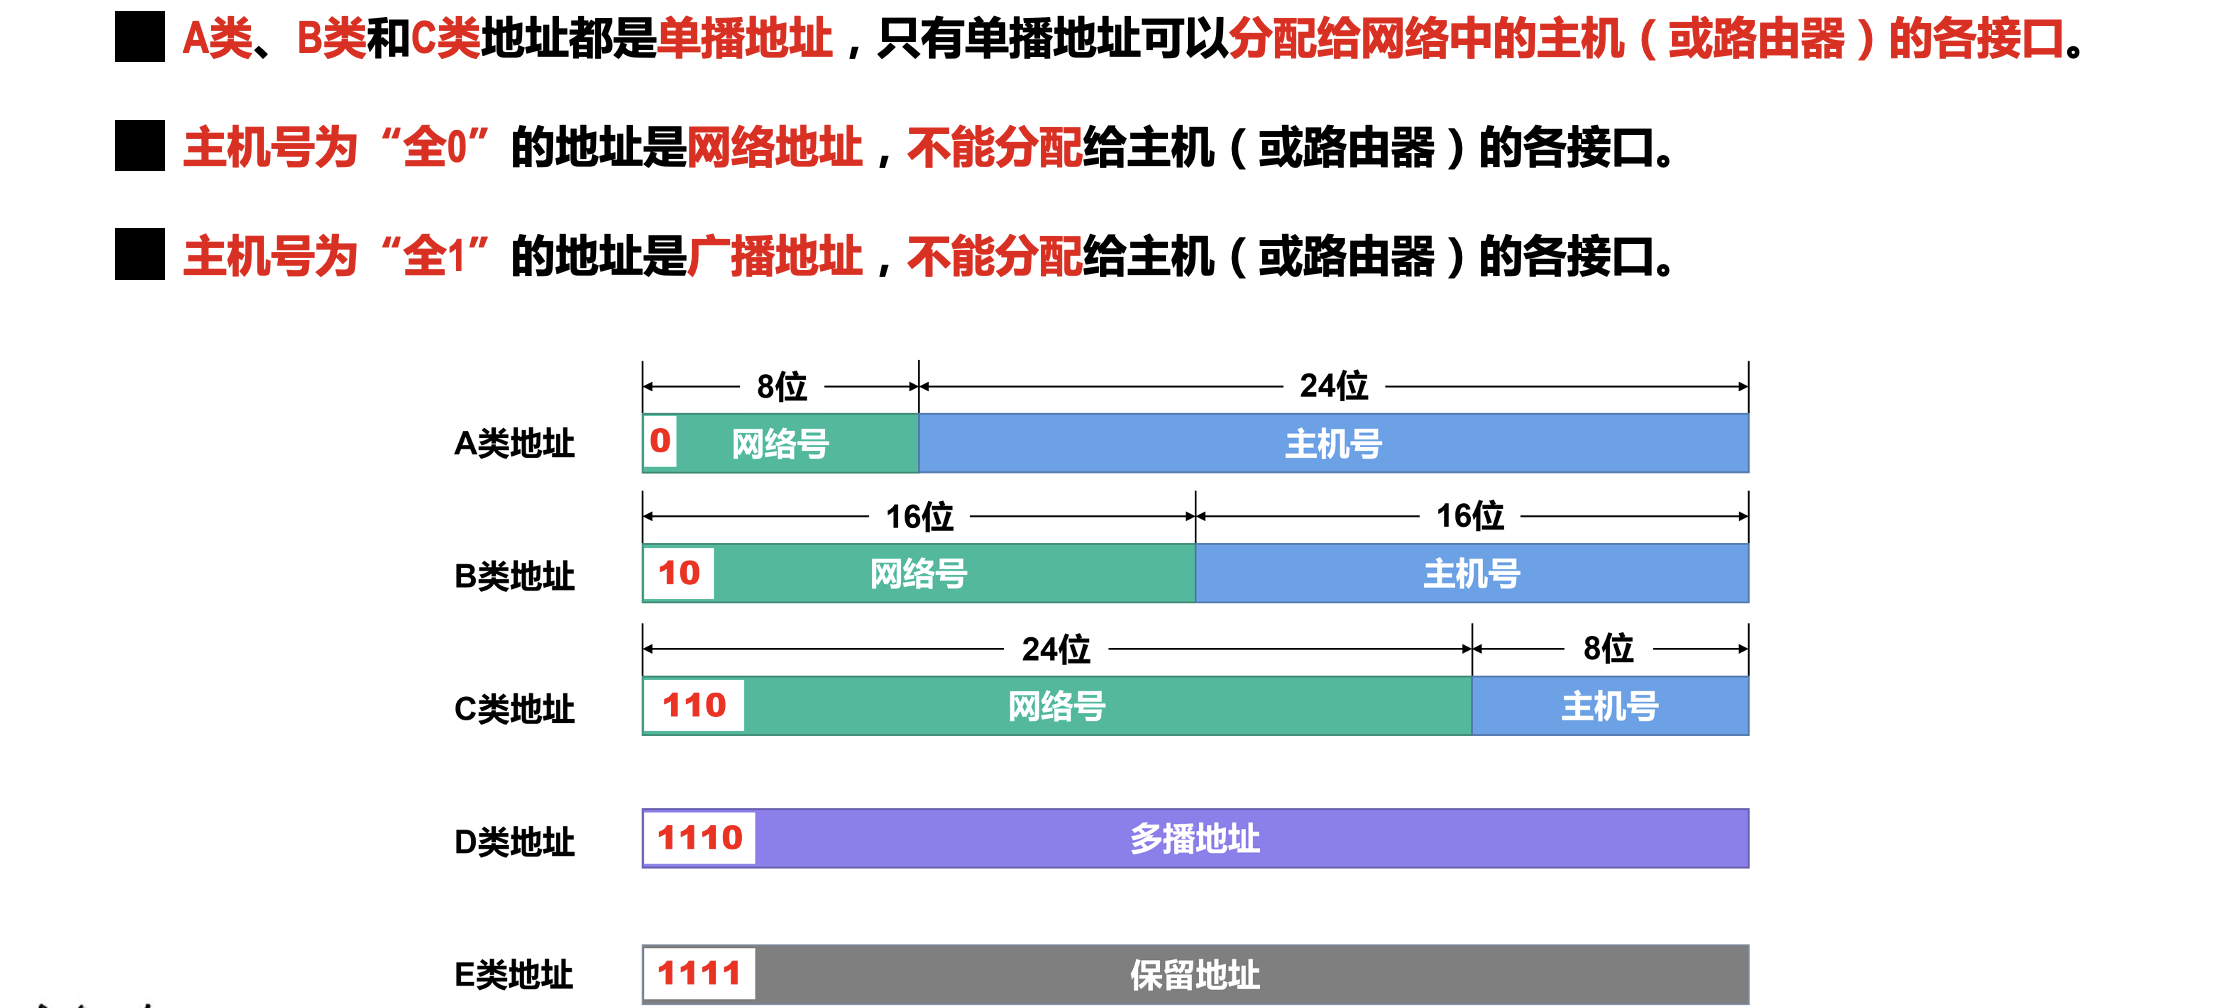 A类、B类和C类地址都是单播地址，只有单播地址可以分配给网络中的主机（或路由器）的各接口。
主机号为“全0”的地址是网络地址，不能分配给主机（或路由器）的各接口。
主机号为“全1”的地址是广播地址，不能分配给主机（或路由器）的各接口。
8位 24位
A类地址 0 网络号 主机号
16位 16位
B类地址 10 网络号 主机号
24位 8位
C类地址 110 网络号 主机号
D类地址 1110 多播地址
E类地址 1111 保留地址